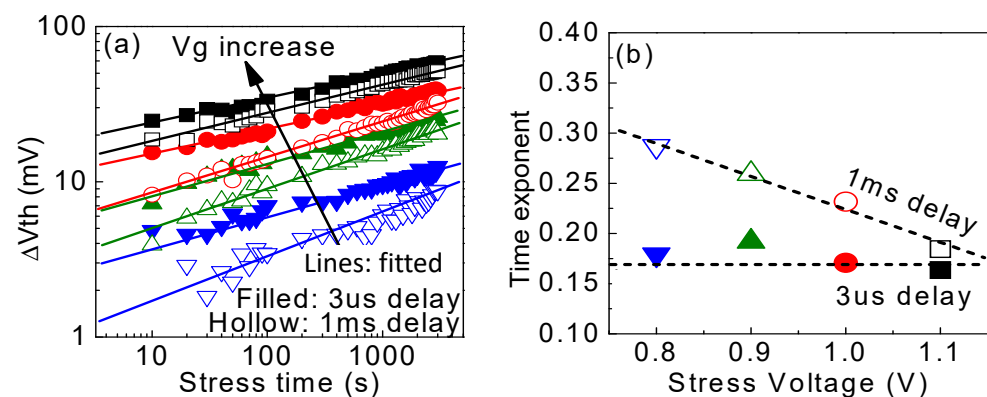 (a)
Vg increase
Lines: fitted
Filled: 3us delay
Hollow: 1ms delay
100
10
1
ΔVth (mV)
10
100
1000
Stress time (s)
(b)
1ms delay
3us delay
0.40
0.35
0.30
0.25
0.20
0.15
0.10
Time exponent
0.8
0.9
1.0
1.1
Stress Voltage (V)